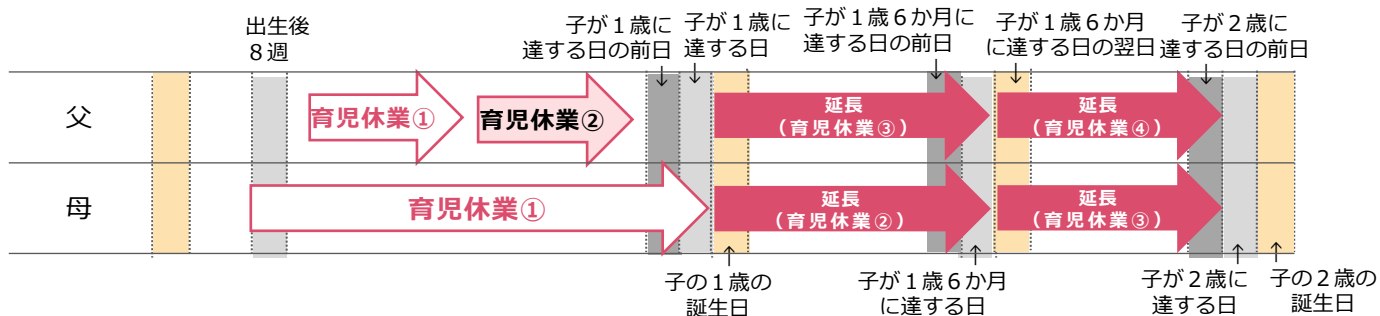 出生後
８週
子が１歳に
達する日の前日
子が１歳に
達する日
子が１歳６か月に
達する日の前日
子が１歳６か月
に達する日の翌日
子が２歳に
達する日の前日
父
育児休業①
育児休業②
延長
（育児休業③）
延長
（育児休業④）
母
育児休業①
延長
（育児休業②）
延長
（育児休業③）
子の１歳の
誕生日
子が１歳６か月
に達する日
子が２歳に
達する日
子の２歳の
誕生日